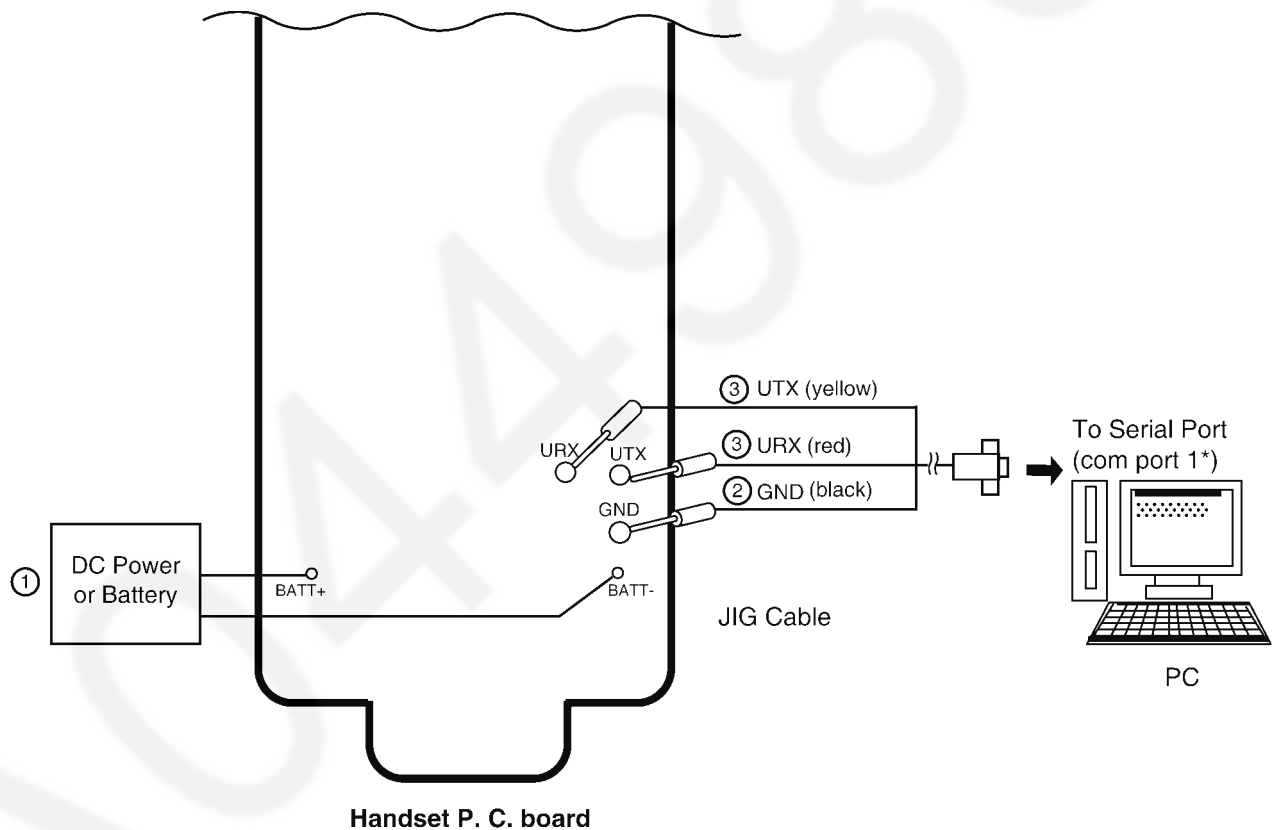 ③ UTX (yellow)
URX
UTX
③ URX (red)
② GND (black)
GND
To Serial Port
(com port 1*)
① DC Power
or Battery
BATT+
BATT-
JIG Cable
PC
Handset P. C. board